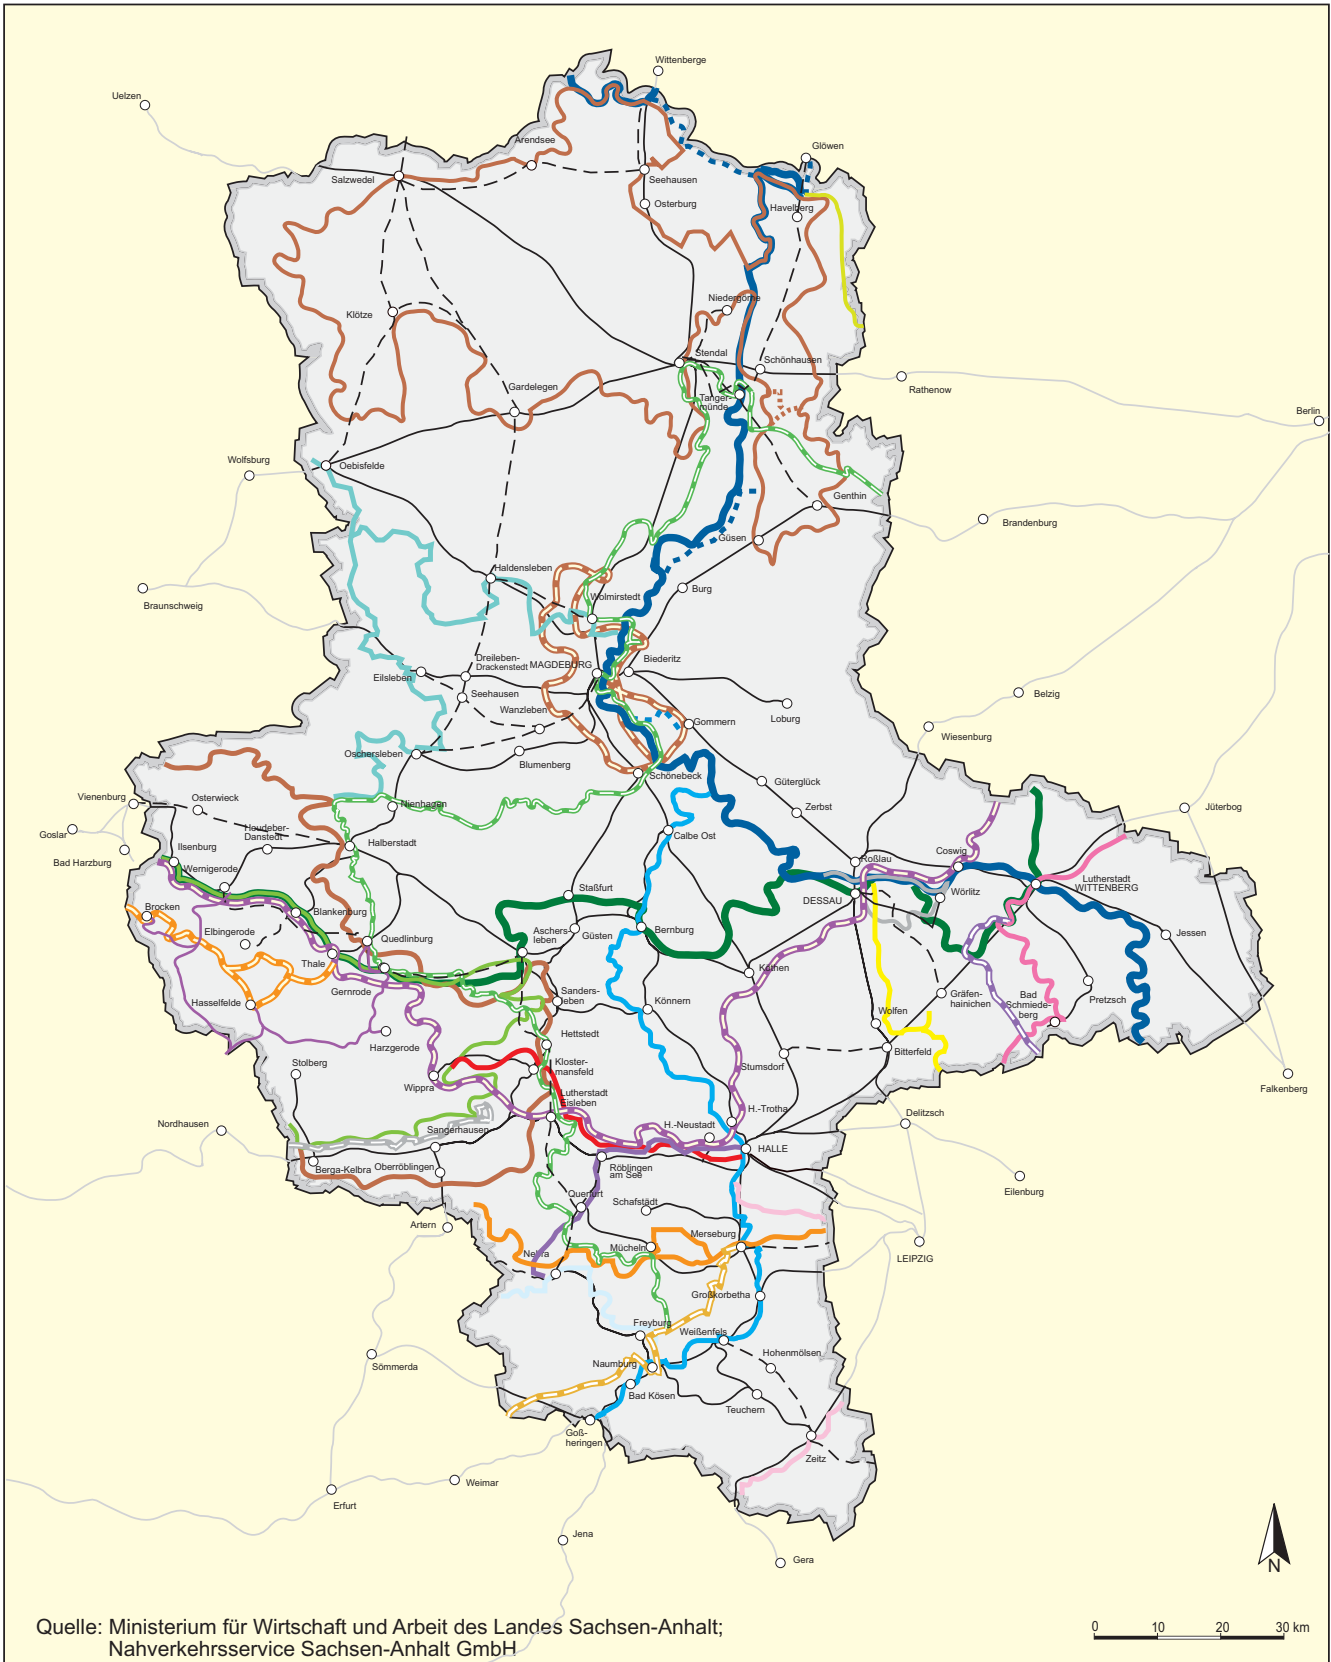 Wittenberge
Uelzen
Glöwen
Arendsee
Salzwedel
Seehausen
Osterburg
Havelberg
Niedergörne
Klötze
Stendal
Schönhausen
Rathenow
Gardelegen
Tanger-
münde
Berlin
Wolfsburg
Oebisfelde
Genthin
Brandenburg
Güsen
Haldensleben
Burg
Wolmirstedt
Braunschweig
Dreileben-
Drackenstedt
MAGDEBURG
Biederitz
Eilsleben
Seehausen
Belzig
Wanzleben
Loburg
Gommern
Wiesenburg
Oschersleben
Blumenberg
Schönebeck
Güterglück
Vienenburg
Osterwieck
Nienhagen
Zerbst
Jüterbog
Goslar
Heudeber-
Danstedt
Calbe Ost
Bad Harzburg
Ilsenburg
Halberstadt
Roßlau
Coswig
Wernigerode
Lutherstadt
WITTENBERG
Staßfurt
Wörlitz
DESSAU
Brocken
Blankenburg
Elbingerode
Aschers-
leben
Güsten
Bernburg
Jessen
Quedlinburg
Thale
Köthen
Gernrode
Sanders-
leben
Hasselfelde
Könnern
Gräfen-
hainichen
Bad
Schmiede-
berg
Pretzsch
Wolfen
Harzgerode
Hettstedt
Bitterfeld
Stolberg
Kloster-
mansfeld
Stumsdorf
Falkenberg
Wippra
Lutherstadt
Eisleben
H.-Trotha
Delitzsch
Nordhausen
Sangerhausen
H.-Neustadt
HALLE
Berga-Kelbra
Oberröblingen
Röblingen
am See
Eilenburg
Querfurt
Schafstädt
Artern
Merseburg
Mücheln
LEIPZIG
Nebra
Großkorbetha
Freyburg
Weißenfels
Hohenmölsen
Sömmerda
Naumburg
Bad Kösen
Teuchern
Goß-
heringen
Zeitz
Weimar
Erfurt
Jena
Gera
N
Quelle: Ministerium für Wirtschaft und Arbeit des Landes Sachsen-Anhalt;
Nahverkehrsservice Sachsen-Anhalt GmbH
0 10 20 30 km